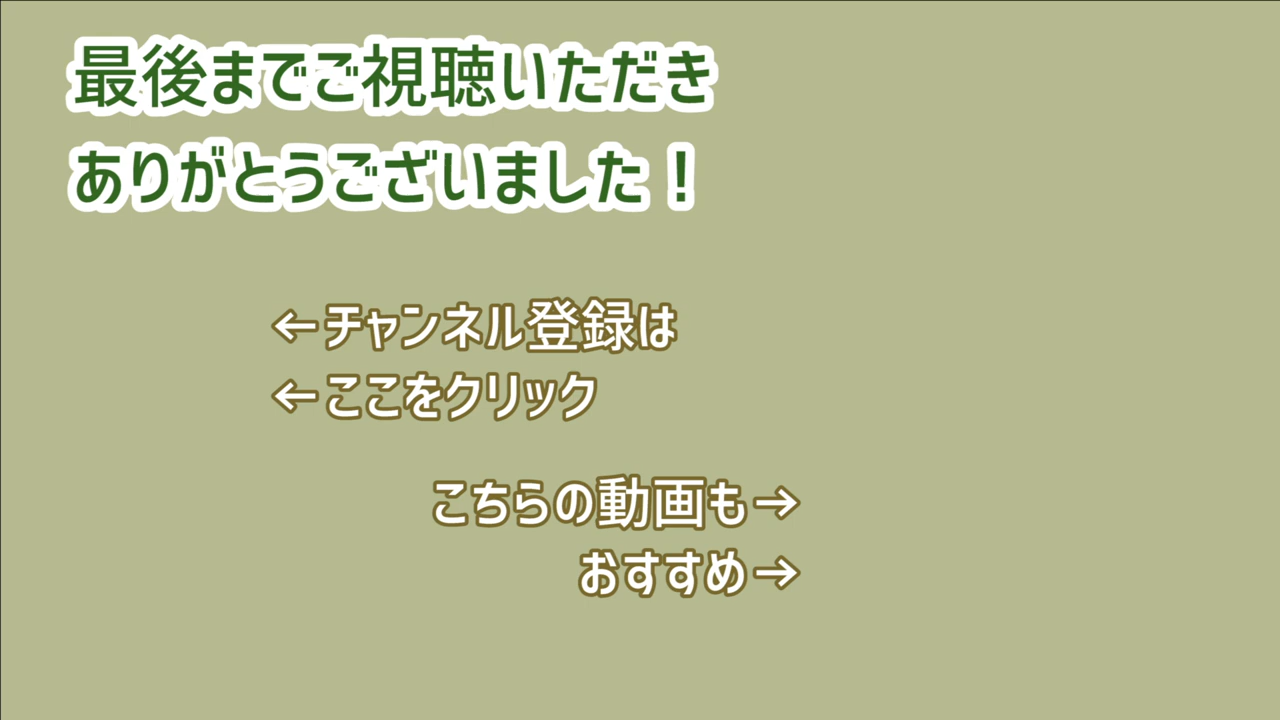 最後までご視聴いただき
ありがとうございました！
←チャンネル登録は
←ここをクリック
こちらの動画も→
おすすめ→